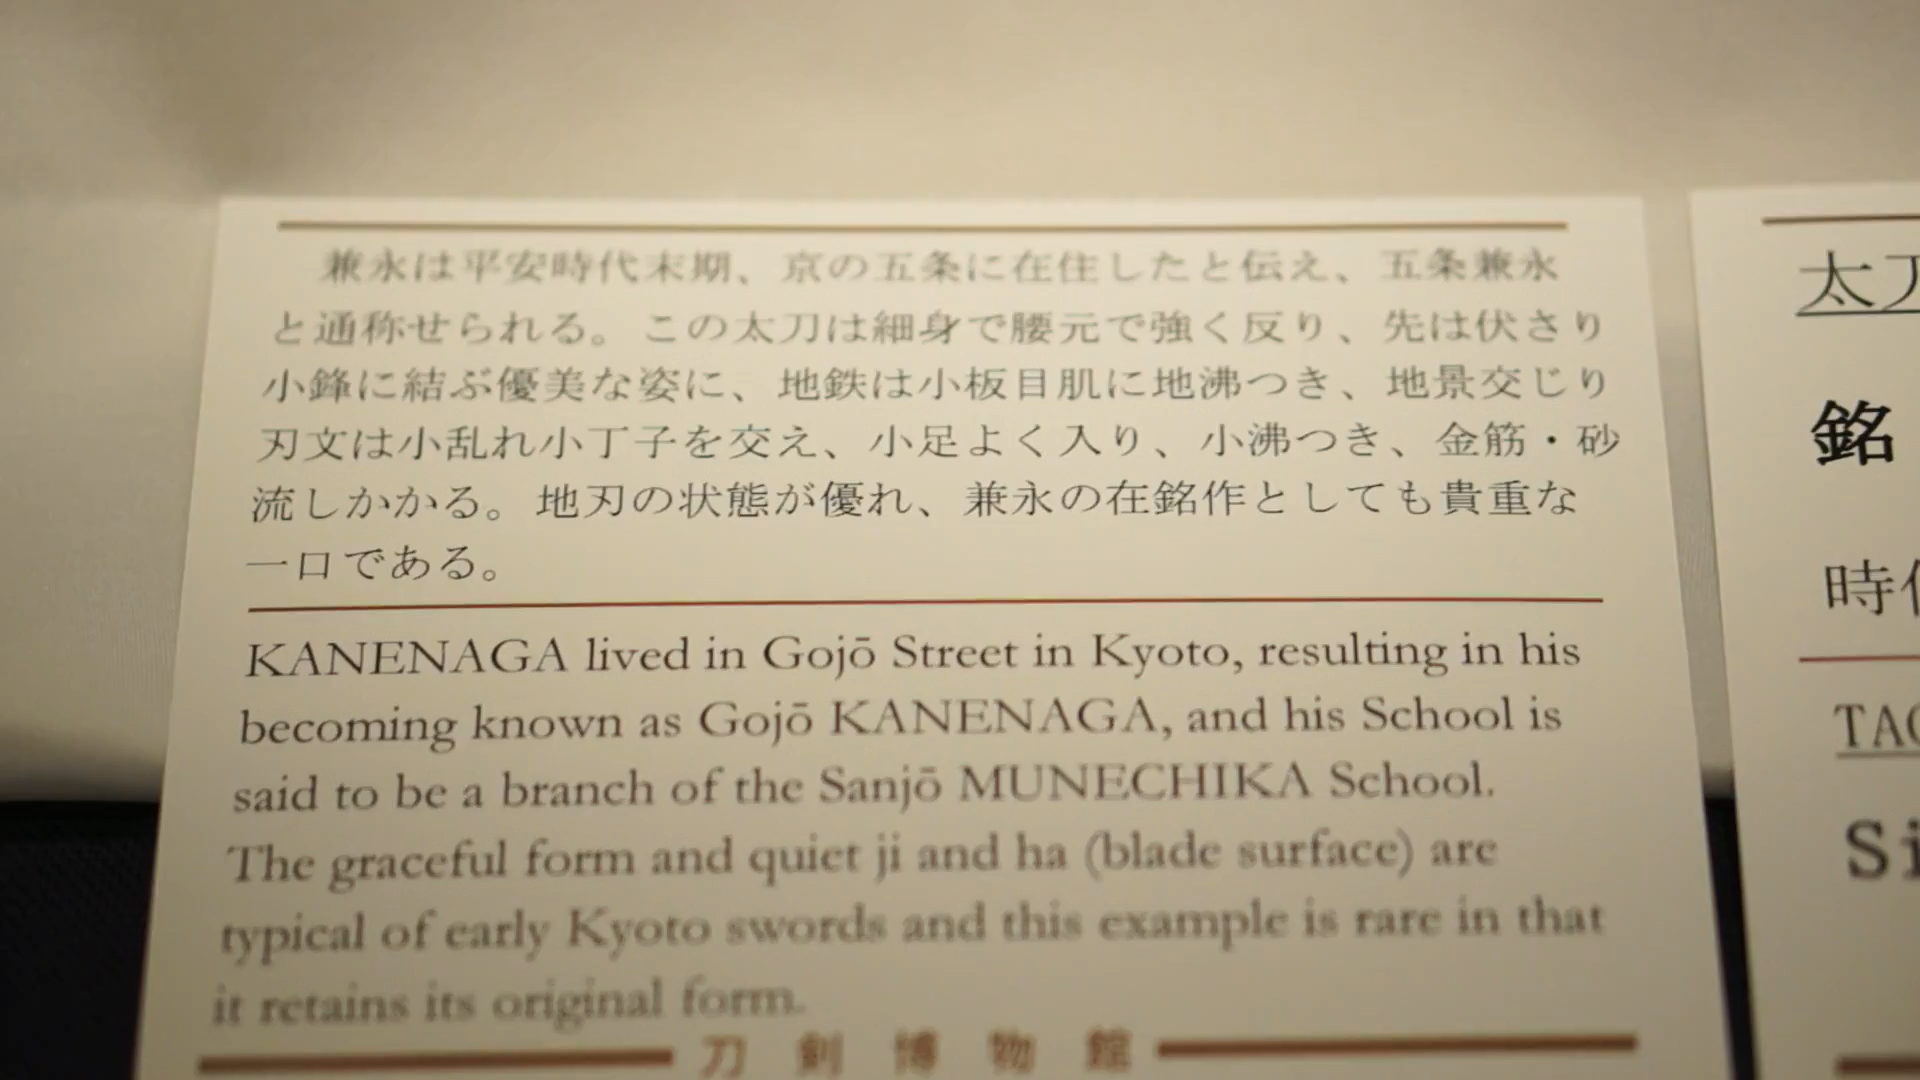 兼永は平安時代末期、京の五条に在住したと伝え、五条兼永
と通称せられる。この太刀は細身で腰元で強く反り、先は伏さり
小鋒に結ぶ優美な姿に、地鉄は小板目肌に地沸つき、地景交じり
刃文は小乱れ小丁子を交え、小足よく入り、小沸つき、金筋・砂
流しかかる。地刃の状態が優れ、兼永の在銘作としても貴重な
一口である。
KANENAGA lived in Gojō Street in Kyoto, resulting in his
becoming known as Gojō KANENAGA, and his School is
said to be a branch of the Sanjō MUNECHIKA School.
The graceful form and quiet ji and ha (blade surface) are
typical of early Kyoto swords and this example is rare in that
it retains its original form.
刀剣博物館
太刀
銘
時代
TAC
Si